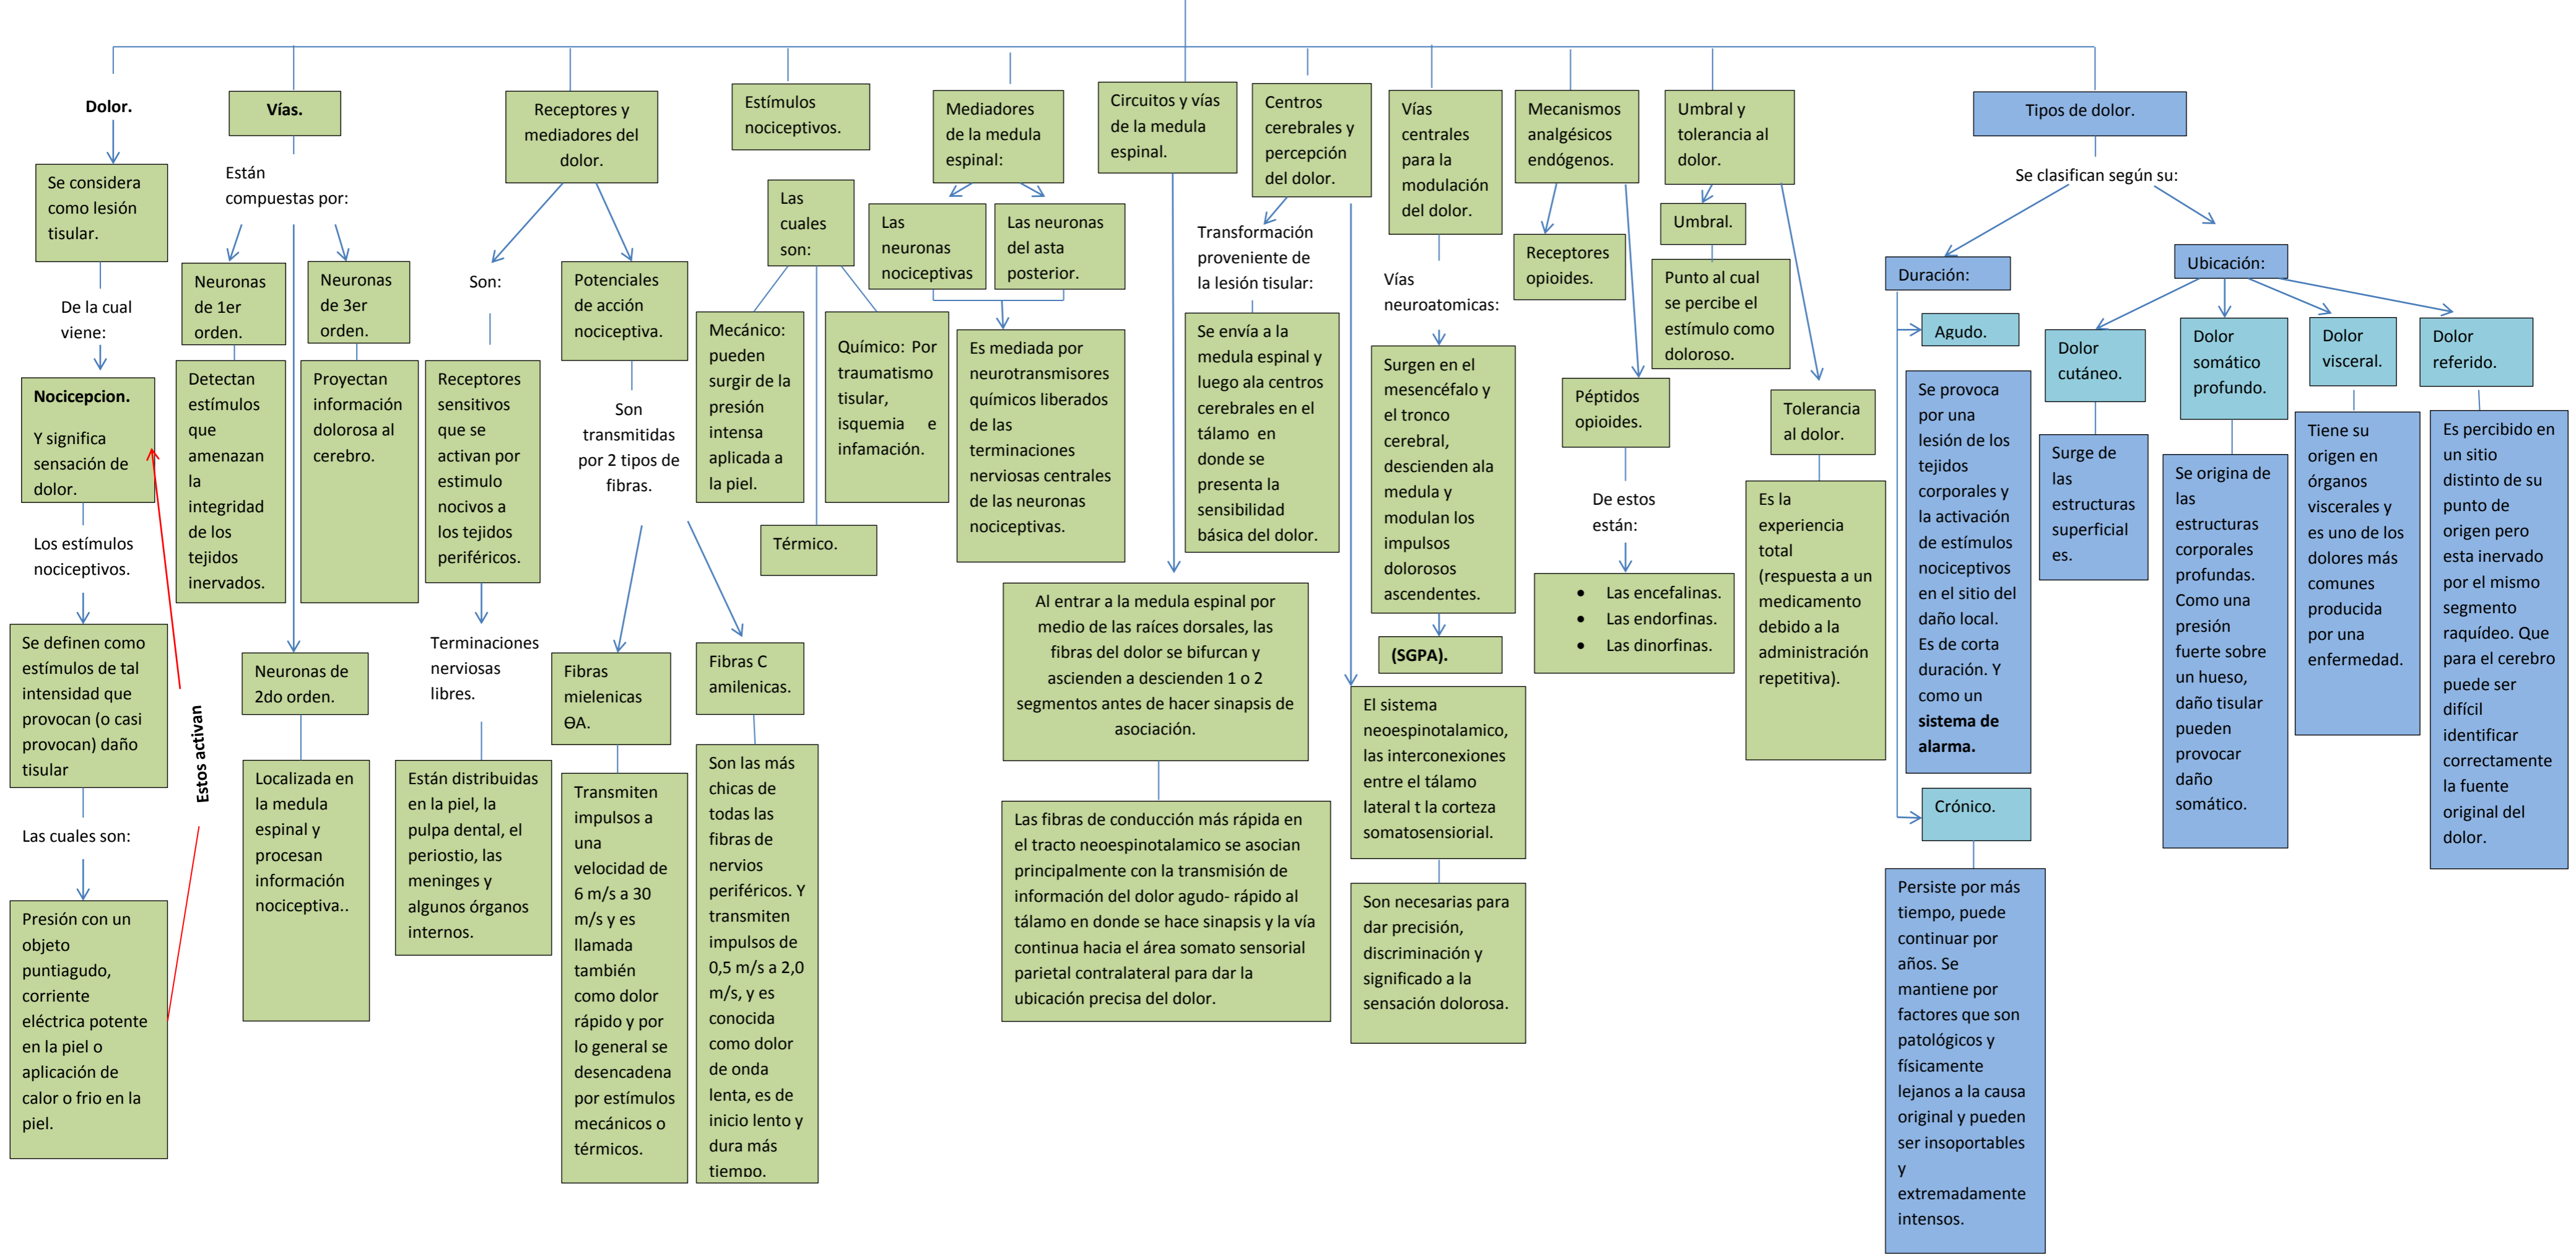 Dolor.
Se considera
como lesión
tisular.
De la cual
viene:
Nocicepcion.
Y significa
sensación de
dolor.
Los estímulos
nociceptivos.
Se definen como
estímulos de tal
intensidad que
provocan (o casi
provocan) daño
tisular
Las cuales son:
Presión con un
objeto
puntiagudo,
corriente
eléctrica potente
en la piel o
aplicación de
calor o frio en la
piel.
Estos activan
Vías.
Están
compuestas por:
Neuronas
de 1er
orden.
Detectan
estímulos
que
amenazan
la
integridad
de los
tejidos
inervados.
Neuronas
de 3er
orden.
Proyectan
información
dolorosa al
cerebro.
Neuronas de
2do orden.
Localizada en
la medula
espinal y
procesan
información
nociceptiva..
Receptores y
mediadores del
dolor.
Son:
Receptores
sensitivos
que se
activan por
estimulo
nocivos a
los tejidos
periféricos.
Terminaciones
nerviosas
libres.
Están distribuidas
en la piel, la
pulpa dental, el
periostio, las
meninges y
algunos órganos
internos.
Potenciales
de acción
nociceptiva.
Son
transmitidas
por 2 tipos de
fibras.
Fibras
mielenicas
ӨA.
Transmiten
impulsos a
una
velocidad de
6 m/s a 30
m/s y es
llamada
también
como dolor
rápido y por
lo general se
desencadena
por estímulos
mecánicos o
térmicos.
Fibras C
amilenicas.
Son las más
chicas de
todas las
fibras de
nervios
periféricos. Y
transmiten
impulsos de
0,5 m/s a 2,0
m/s, y es
conocida
como dolor
de onda
lenta, es de
inicio lento y
dura más
tiempo.
Estímulos
nociceptivos.
Las
cuales
son:
Mecánico:
pueden
surgir de la
presión
intensa
aplicada a
la piel.
Químico: Por
traumatismo
tisular,
isquemia e
infamación.
Térmico.
Mediadores
de la medula
espinal:
Las
neuronas
nociceptivas
Las neuronas
del asta
posterior.
Es mediada por
neurotransmisores
químicos liberados
de las
terminaciones
nerviosas centrales
de las neuronas
nociceptivas.
Circuitos y vías
de la medula
espinal.
Al entrar a la medula espinal por
medio de las raíces dorsales, las
fibras del dolor se bifurcan y
ascienden a descienden 1 o 2
segmentos antes de hacer sinapsis de
asociación.
Las fibras de conducción más rápida en
el tracto neoespinotalamico se asocian
principalmente con la transmisión de
información del dolor agudo- rápido al
tálamo en donde se hace sinapsis y la vía
continua hacia el área somato sensorial
parietal contralateral para dar la
ubicación precisa del dolor.
Centros
cerebrales y
percepción
del dolor.
Transformación
proveniente de
la lesión tisular:
Se envía a la
medula espinal y
luego ala centros
cerebrales en el
tálamo en
donde se
presenta la
sensibilidad
básica del dolor.
El sistema
neoespinotalamico,
las interconexiones
entre el tálamo
lateral t la corteza
somatosensiorial.
Son necesarias para
dar precisión,
discriminación y
significado a la
sensación dolorosa.
Vías
centrales
para la
modulación
del dolor.
Vías
neuroatomicas:
Surgen en el
mesencéfalo y
el tronco
cerebral,
descienden ala
medula y
modulan los
impulsos
dolorosos
ascendentes.
(SGPA).
Mecanismos
analgésicos
endógenos.
Receptores
opioides.
Péptidos
opioides.
De estos
están:
• Las encefalinas.
• Las endorfinas.
• Las dinorfinas.
Umbral y
tolerancia al
dolor.
Umbral.
Punto al cual
se percibe el
estímulo como
doloroso.
Tolerancia
al dolor.
Es la
experiencia
total
(respuesta a un
medicamento
debido a la
administración
repetitiva).
Tipos de dolor.
Se clasifican según su:
Duración:
Agudo.
Se provoca
por una
lesión de los
tejidos
corporales y
la activación
de estímulos
nociceptivos
en el sitio del
daño local.
Es de corta
duración. Y
como un
sistema de
alarma.
Crónico.
Persiste por más
tiempo, puede
continuar por
años. Se
mantiene por
factores que son
patológicos y
físicamente
lejanos a la causa
original y pueden
ser insoportables
y
extremadamente
intensos.
Ubicación:
Dolor
cutáneo.
Surge de
las
estructuras
superficial
es.
Dolor
somático
profundo.
Se origina de
las
estructuras
corporales
profundas.
Como una
presión
fuerte sobre
un hueso,
daño tisular
pueden
provocar
daño
somático.
Dolor
visceral.
Tiene su
origen en
órganos
viscerales y
es uno de los
dolores más
comunes
producida
por una
enfermedad.
Dolor
referido.
Es percibido en
un sitio
distinto de su
punto de
origen pero
esta inervado
por el mismo
segmento
raquídeo. Que
para el cerebro
puede ser
difícil
identificar
correctamente
la fuente
original del
dolor.